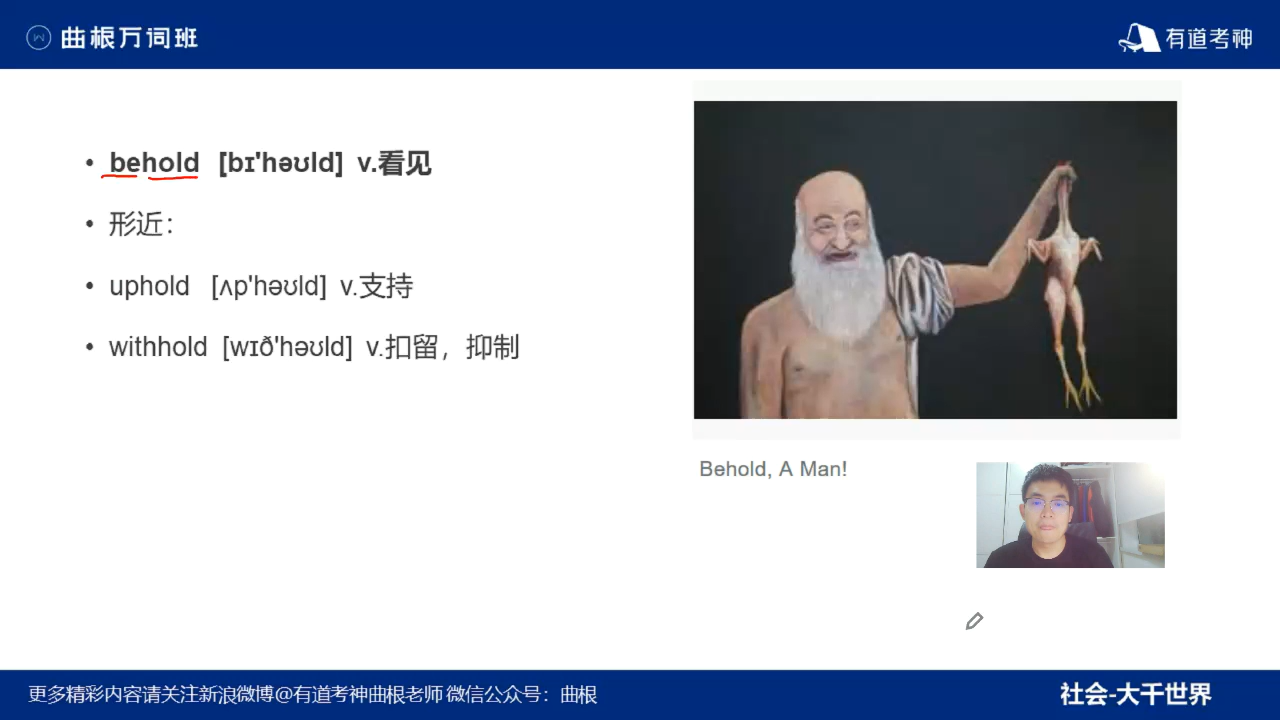 曲根万词班
有道考神
behold [bɪ'həʊld] v.看见
形近：
uphold [ʌp'həʊld] v.支持
withhold [wɪð'həʊld] v.扣留，抑制
Behold, A Man!
更多精彩内容请关注新浪微博@有道考神曲根老师 微信公众号：曲根
社会-大千世界